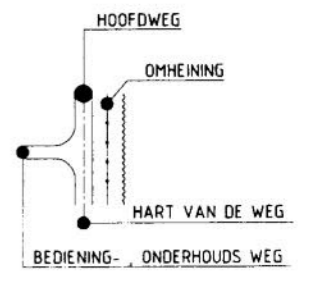 HOOFDWEG
OMHEINING
HART VAN DE WEG
BEDIENING- , ONDERHOUDS WEG